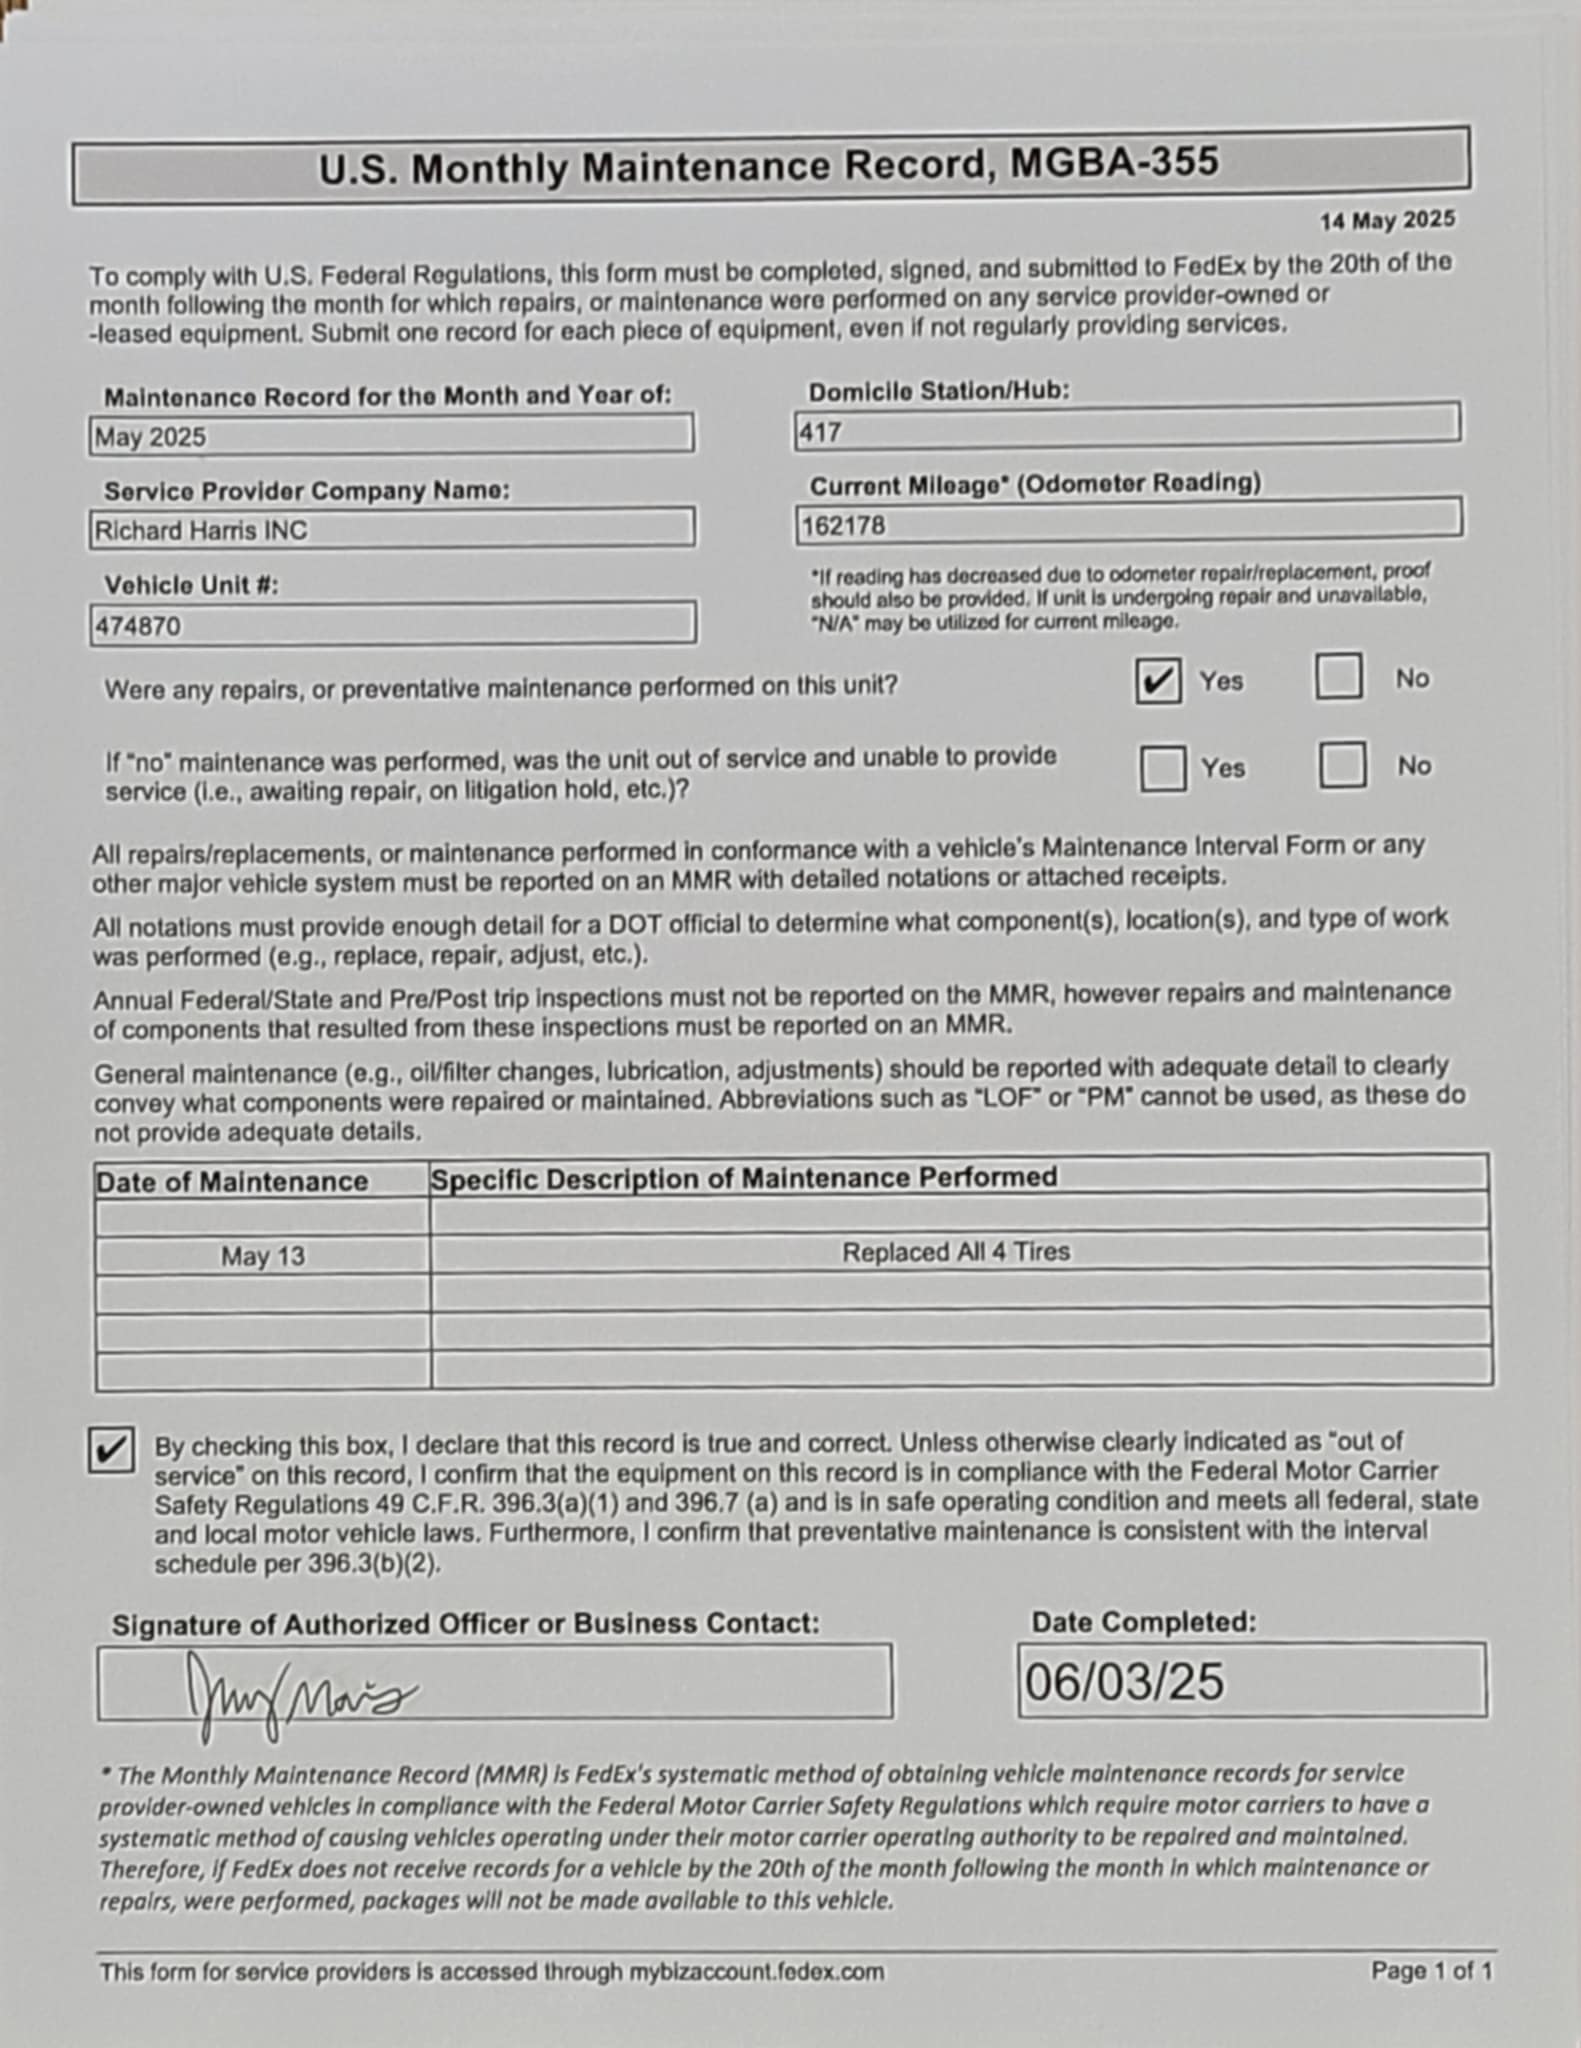 U.S. Monthly Maintenance Record, MGBA-355
14 May 2025
To comply with U.S. Federal Regulations, this form must be completed, signed, and submitted to FedEx by the 20th of the
month following the month for which repairs, or maintenance were performed on any service provider-owned or
-leased equipment. Submit one record for each piece of equipment, even if not regularly providing services.
Maintenance Record for the Month and Year of:
May 2025
Domicile Station/Hub:
417
Service Provider Company Name:
Richard Harris INC
Current Mileage* (Odometer Reading)
162178
Vehicle Unit #:
474870
*If reading has decreased due to odometer repair/replacement, proof
should also be provided. If unit is undergoing repair and unavailable,
"N/A" may be utilized for current mileage.
Were any repairs, or preventative maintenance performed on this unit? ✔ Yes No
If "no" maintenance was performed, was the unit out of service and unable to provide
service (i.e., awaiting repair, on litigation hold, etc.)? Yes No
All repairs/replacements, or maintenance performed in conformance with a vehicle's Maintenance Interval Form or any
other major vehicle system must be reported on an MMR with detailed notations or attached receipts.
All notations must provide enough detail for a DOT official to determine what component(s), location(s), and type of work
was performed (e.g., replace, repair, adjust, etc.).
Annual Federal/State and Pre/Post trip inspections must not be reported on the MMR, however repairs and maintenance
of components that resulted from these inspections must be reported on an MMR.
General maintenance (e.g., oil/filter changes, lubrication, adjustments) should be reported with adequate detail to clearly
convey what components were repaired or maintained. Abbreviations such as "LOF" or "PM" cannot be used, as these do
not provide adequate details.
Date of Maintenance Specific Description of Maintenance Performed
May 13 Replaced All 4 Tires
✔ By checking this box, I declare that this record is true and correct. Unless otherwise clearly indicated as "out of
service" on this record, I confirm that the equipment on this record is in compliance with the Federal Motor Carrier
Safety Regulations 49 C.F.R. 396.3(a)(1) and 396.7 (a) and is in safe operating condition and meets all federal, state
and local motor vehicle laws. Furthermore, I confirm that preventative maintenance is consistent with the interval
schedule per 396.3(b)(2).
Signature of Authorized Officer or Business Contact:
Date Completed:
06/03/25
* The Monthly Maintenance Record (MMR) is FedEx's systematic method of obtaining vehicle maintenance records for service
provider-owned vehicles in compliance with the Federal Motor Carrier Safety Regulations which require motor carriers to have a
systematic method of causing vehicles operating under their motor carrier operating authority to be repaired and maintained.
Therefore, if FedEx does not receive records for a vehicle by the 20th of the month following the month in which maintenance or
repairs, were performed, packages will not be made available to this vehicle.
This form for service providers is accessed through mybizaccount.fedex.com
Page 1 of 1